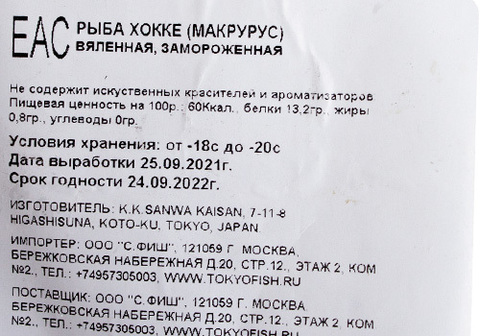 EAC РЫБА ХОККЕ (МАКРУРУС)
ВЯЛЕННАЯ, ЗАМОРОЖЕННАЯ
Не содержит искуственных красителей и ароматизаторов
Пищевая ценность на 100р.: 60Ккал., белки 13,2гр., жиры
0,8гр., углеводы 0гр.
Условия хранения: от -18с до -20с
Дата выработки 25.09.2021г.
Срок годности 24.09.2022г.
ИЗГОТОВИТЕЛЬ: K.K.SANWA KAISAN, 7-11-8
HIGASHISUNA, KOTO-KU, TOKYO, JAPAN
ИМПОРТЕР: ООО "С.ФИШ", 121059 Г МОСКВА,
БЕРЕЖКОВСКАЯ НАБЕРЕЖНАЯ Д.20, СТР.12., ЭТАЖ 2, КОМ
№2., ТЕЛ.: +74957305003, WWW.TOKYOFISH.RU
ПОСТАВЩИК: ООО "С.ФИШ", 121059, Г. МОСКВА
БЕРЕЖКОВСКАЯ НАБЕРЕЖНАЯ Д.20, СТР.12., ЭТАЖ 2, КОМ
№2., ТЕЛ.: +74957305003, WWW.TOKYOFISH.RU